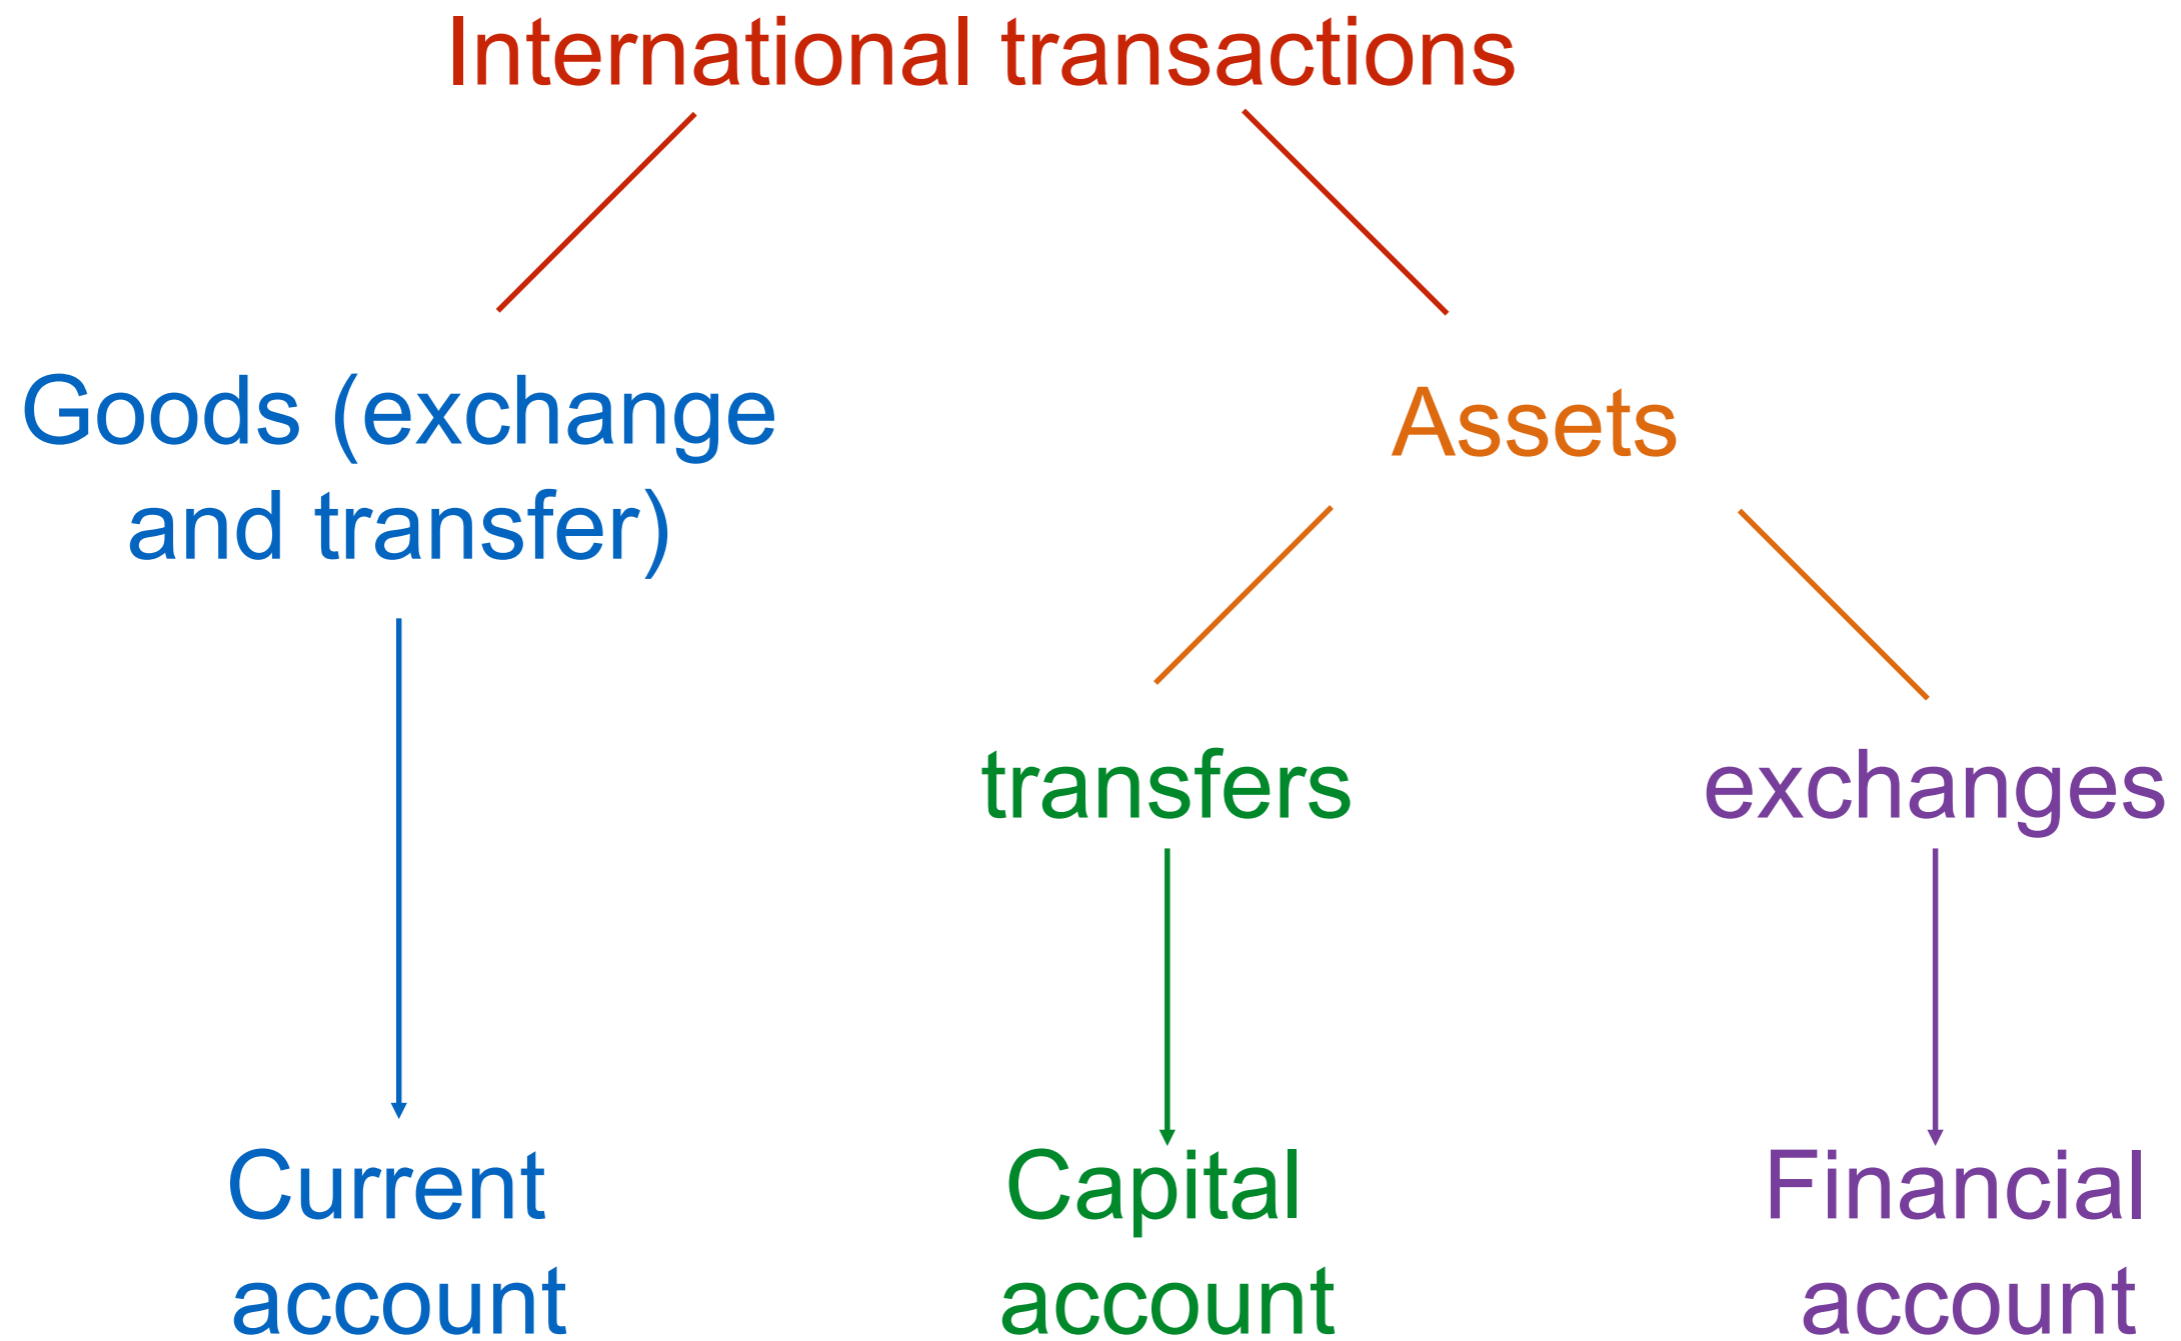 International transactions
Goods (exchange
and transfer)
Assets
transfers
exchanges
Current
account
Capital
account
Financial
account